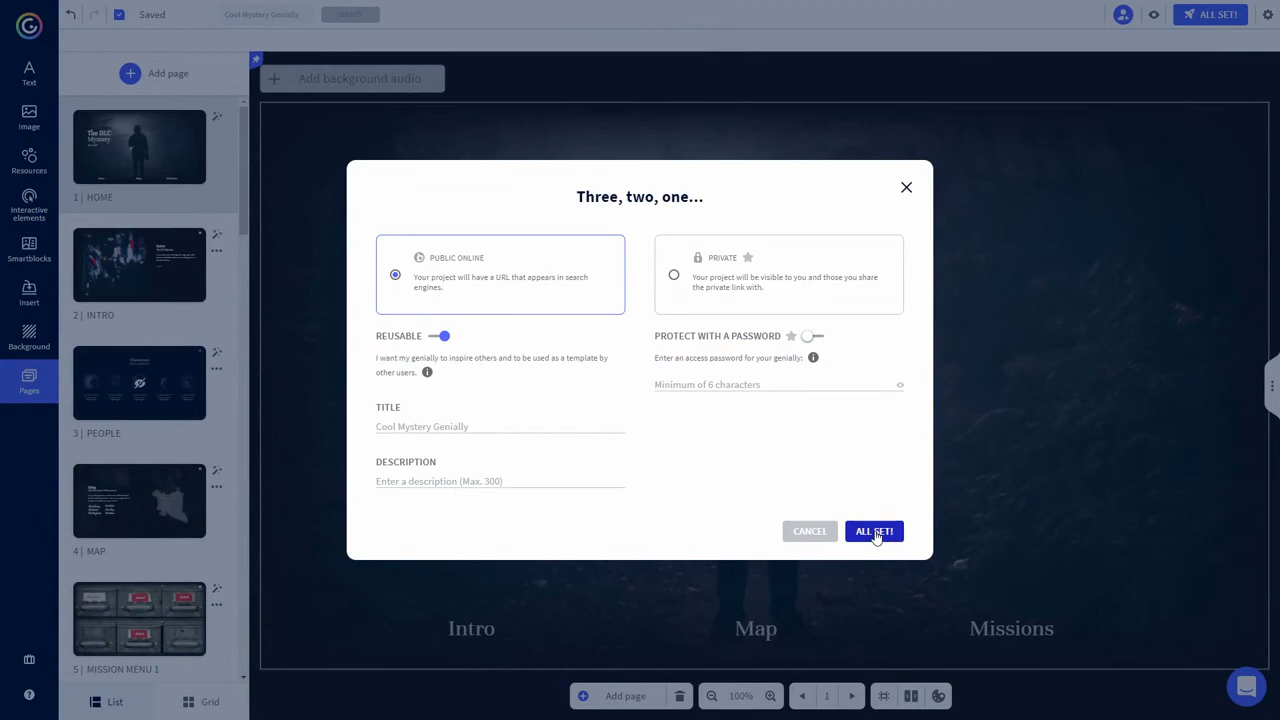 Saved
Cool Mystery Genially
DRAFT
ALL SET!
Text
Image
Resources
Interactive
elements
Smartblocks
Insert
Background
Pages
Add page
The DLC
Mystery
1 | HOME
2 | INTRO
3 | PEOPLE
4 | MAP
5 | MISSION MENU 1
List
Grid
Add background audio
Three, two, one...
PUBLIC ONLINE
Your project will have a URL that appears in search
engines.
PRIVATE
Your project will be visible to you and those you share
the private link with.
REUSABLE
I want my genially to inspire others and to be used as a template by
other users.
PROTECT WITH A PASSWORD
Enter an access password for your genially:
Minimum of 6 characters
TITLE
Cool Mystery Genially
DESCRIPTION
Enter a description (Max. 300)
CANCEL
ALL SET!
Intro
Map
Missions
Add page
100%
1